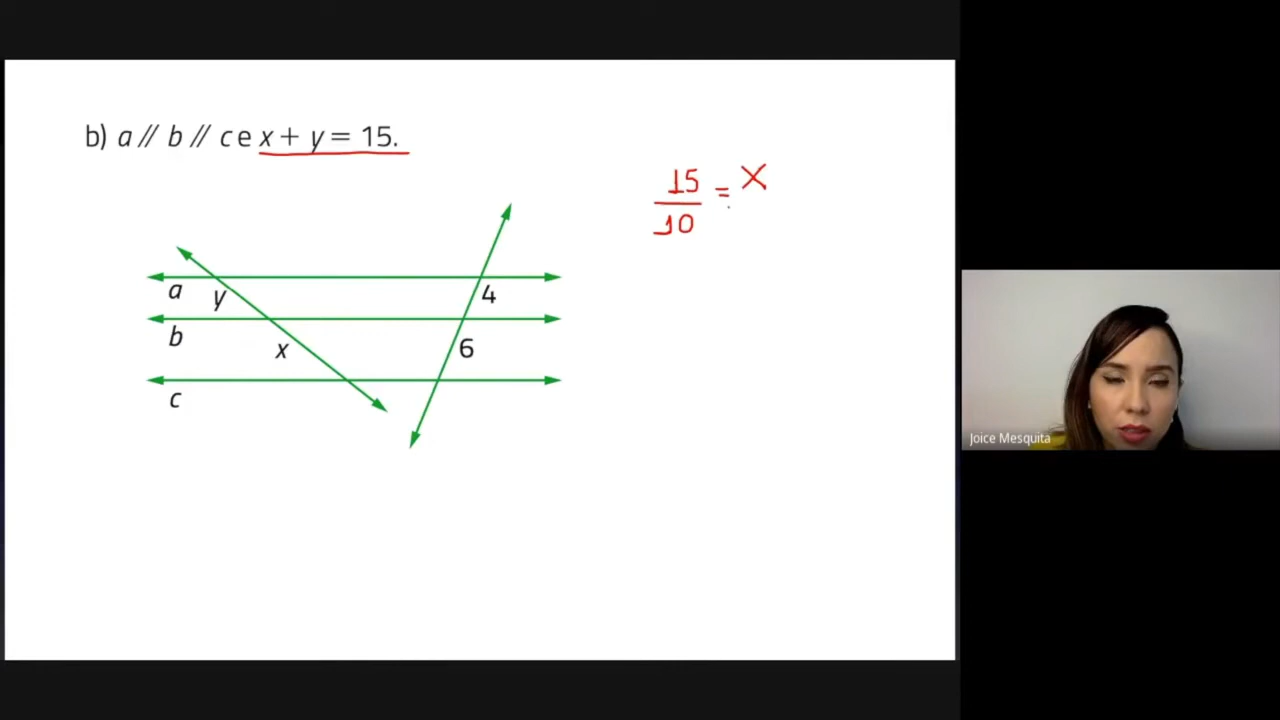 b) a // b // c e x + y = 15.
15/10 = x
a
y
4
b
x
6
c
Joice Mesquita